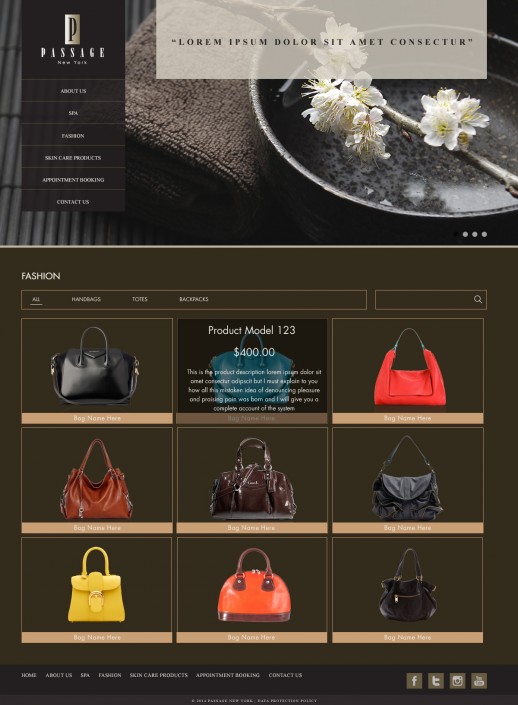 PASSAGE
New York
"LOREM IPSUM DOLOR SIT AMET CONSECTUR"
ABOUT US
SPA
FASHION
SKIN CARE PRODUCTS
APPOINTMENT BOOKING
CONTACT US
FASHION
ALL HANDBAGS TOTES BACKPACKS
Product Model 123
$400.00
This is the product description lorem ipsum dolor sit
amet consectur adipscit but I must explain to you
how all this mistaken idea of denouncing pleasure
and praising pain was born and I will give you a
complete account of the system
Bag Name Here
Bag Name Here
Bag Name Here
Bag Name Here
Bag Name Here
Bag Name Here
Bag Name Here
Bag Name Here
Bag Name Here
HOME ABOUT US SPA FASHION SKIN CARE PRODUCTS APPOINTMENT BOOKING CONTACT US
© 2014 PASSAGE NEW YORK | DATA PROTECTION POLICY